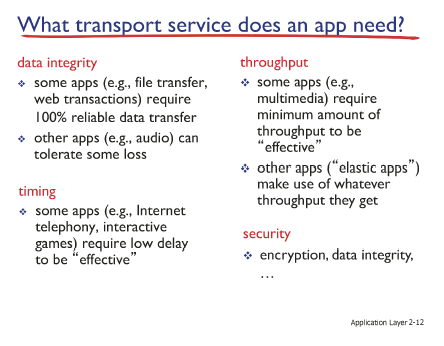 What transport service does an app need?
data integrity
❖ some apps (e.g., file transfer,
web transactions) require
100% reliable data transfer
❖ other apps (e.g., audio) can
tolerate some loss
timing
❖ some apps (e.g., Internet
telephony, interactive
games) require low delay
to be “effective”
throughput
❖ some apps (e.g.,
multimedia) require
minimum amount of
throughput to be
“effective”
❖ other apps (“elastic apps”)
make use of whatever
throughput they get
security
❖ encryption, data integrity,
…
Application Layer 2-12